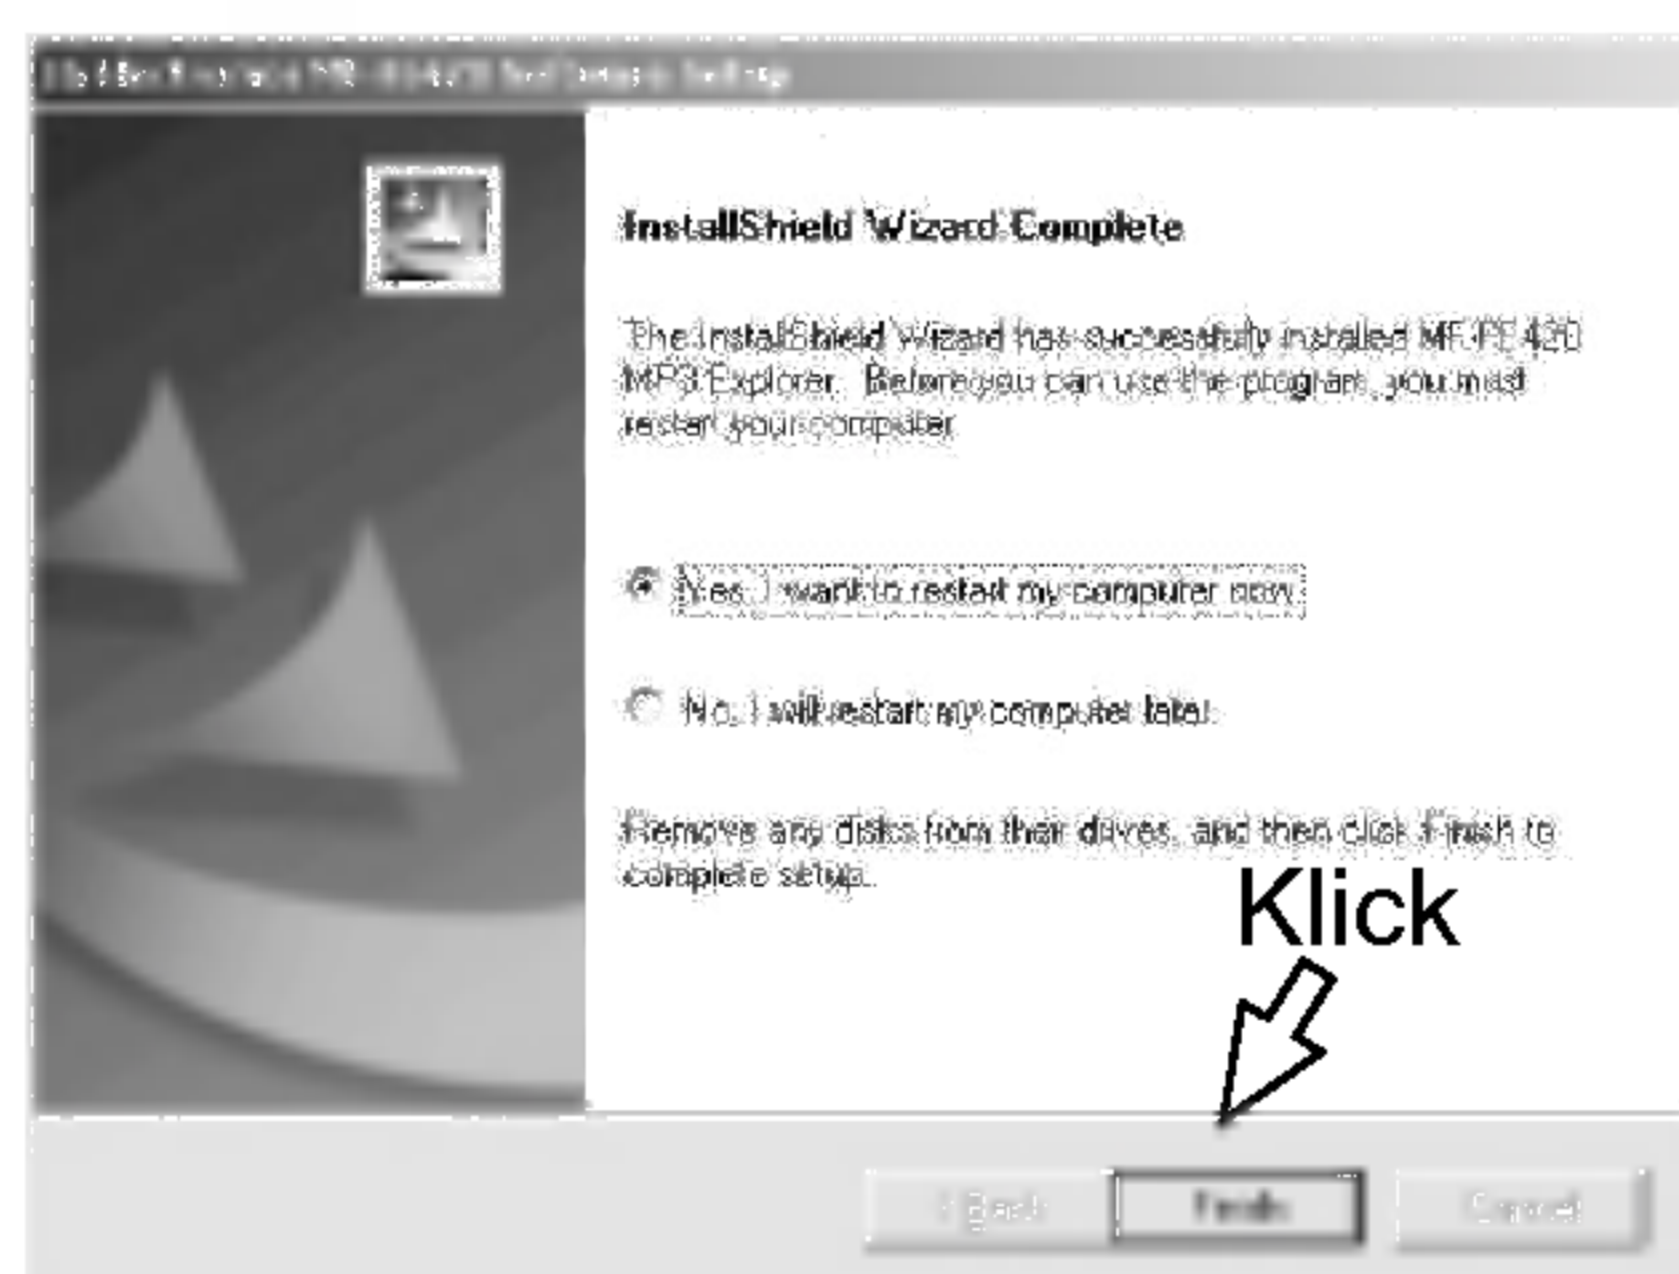 InstallShield Wizard Complete
The InstallShield Wizard has successfully installed
MP3 Explorer. Before you can use the program, you must
restart your computer.
Yes, I want to restart my computer now.
No, I will restart my computer later.
Remove any disks from their drives, and then click Finish to
complete setup.
Klick
< Back Finish Cancel